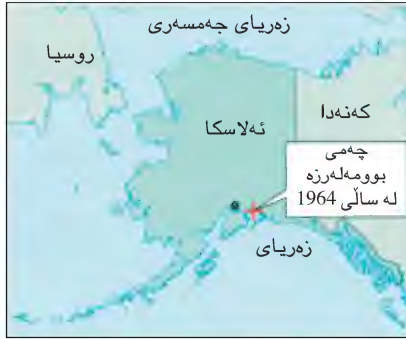 زەریای جەمسەری
روسیا
ئەلاسکا
کەنەدا
چەمی
بوومەلەرزە
لە ساڵی 1964
زەریای